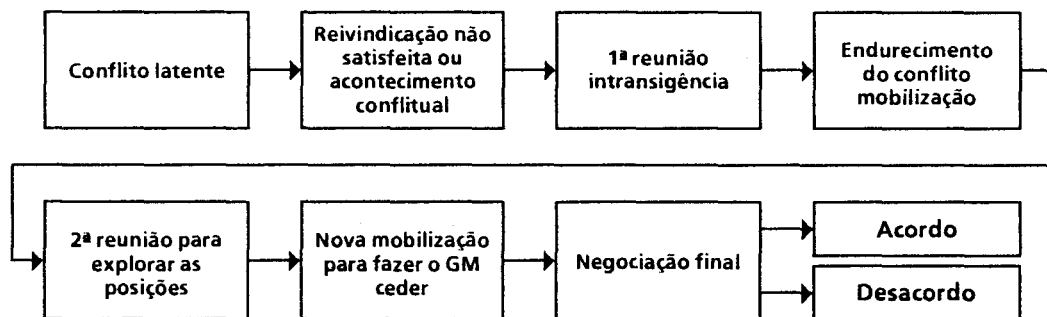 Conflito latente
Reivindicação não
satisfeita ou
acontecimento
conflitual
1ª reunião
intransigência
Endurecimento
do conflito
mobilização
2ª reunião para
explorar as
posições
Nova mobilização
para fazer o GM
ceder
Negociação final
Acordo
Desacordo